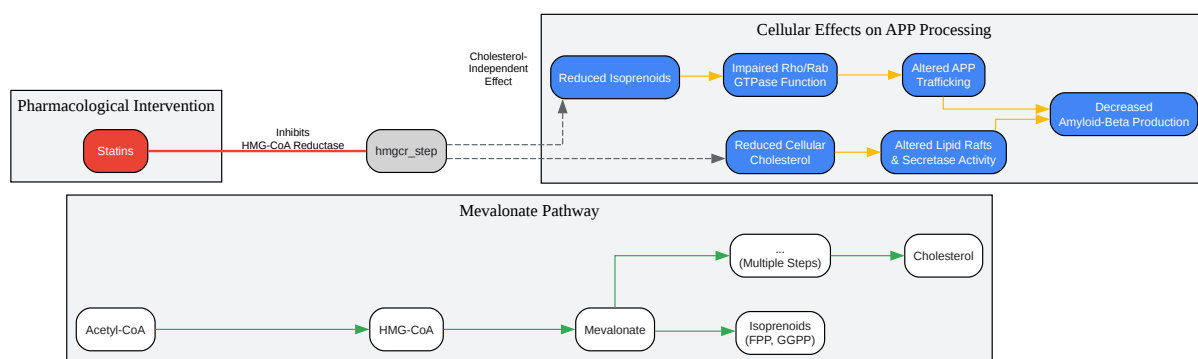 Cellular Effects on APP Processing
Cholesterol-
Independent
Effect
Reduced Isoprenoids
Impaired Rho/Rab
GTPase Function
Altered APP
Trafficking
Decreased
Amyloid-Beta Production
Pharmacological Intervention
Statins
Inhibits
HMG-CoA Reductase
hmgcr_step
Reduced Cellular
Cholesterol
Altered Lipid Rafts
& Secretase Activity
Mevalonate Pathway
...
(Multiple Steps)
Cholesterol
Acetyl-CoA
HMG-CoA
Mevalonate
Isoprenoids
(FPP, GGPP)